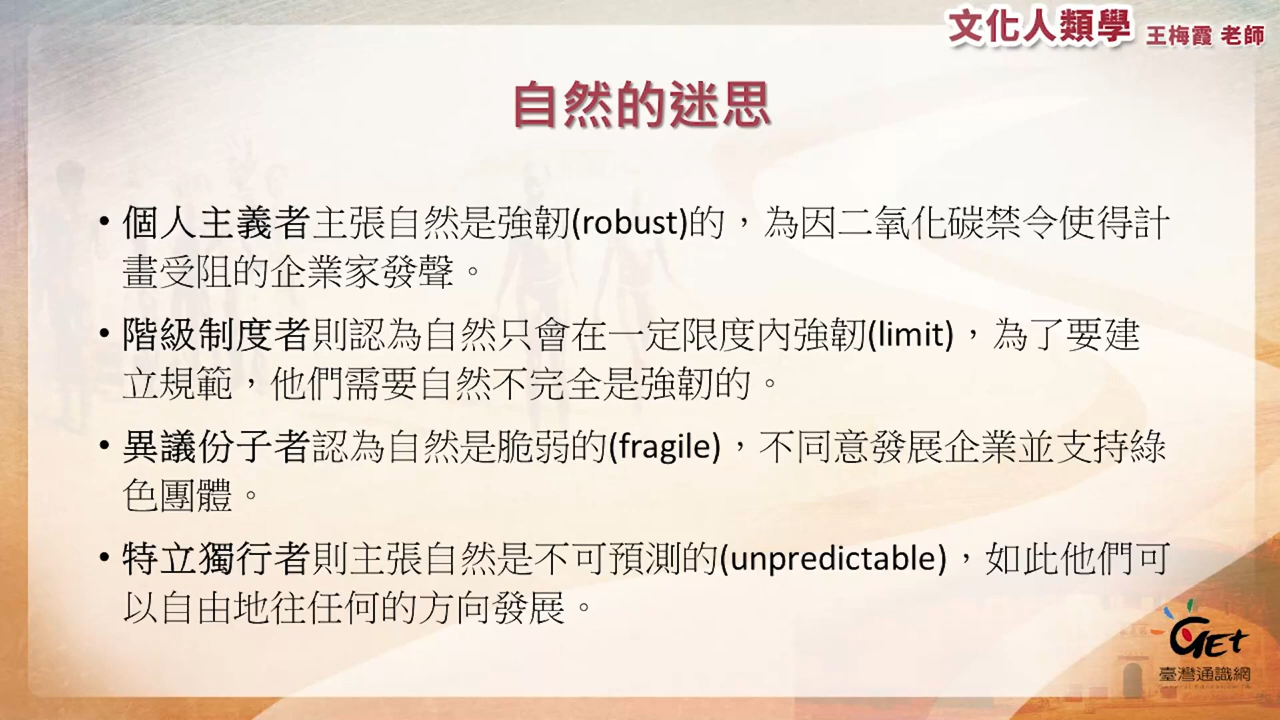 文化人類學 王梅霞 老師
自然的迷思
• 個人主義者主張自然是強韌(robust)的，為因二氧化碳禁令使得計
畫受阻的企業家發聲。
• 階級制度者則認為自然只會在一定限度內強韌(limit)，為了要建
立規範，他們需要自然不完全是強韌的。
• 異議份子者認為自然是脆弱的(fragile)，不同意發展企業並支持綠
色團體。
• 特立獨行者則主張自然是不可預測的(unpredictable)，如此他們可
以自由地往任何的方向發展。
GEt
臺灣通識網